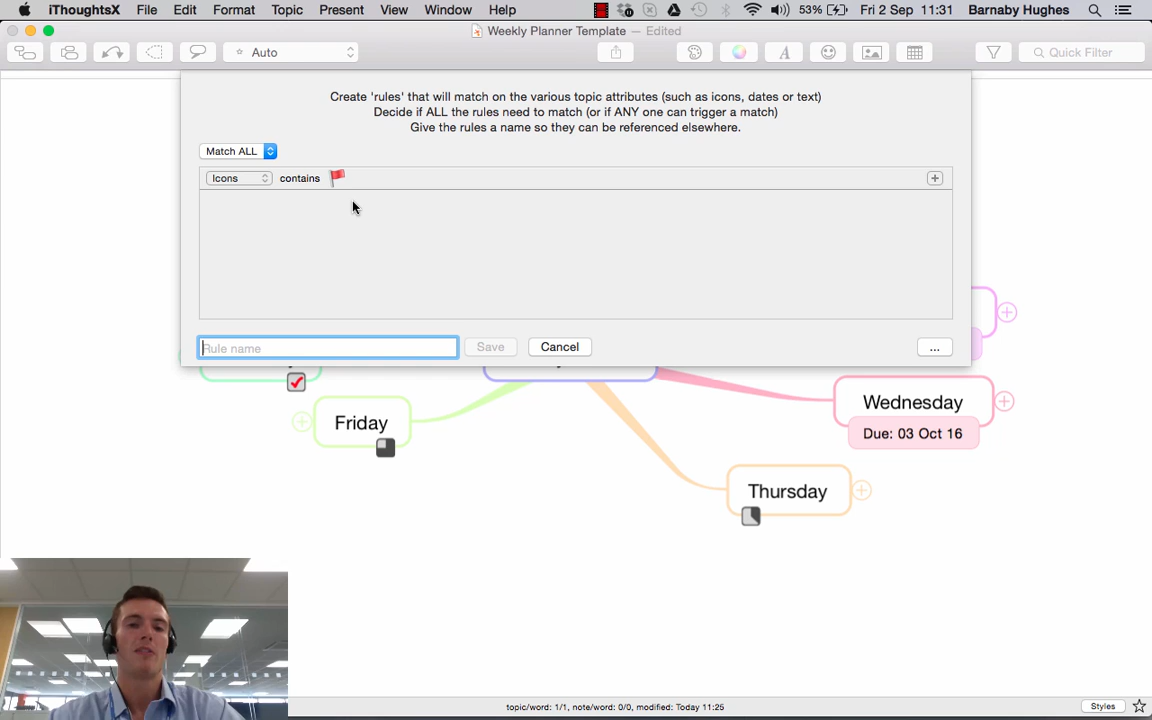 iThoughtsX File Edit Format Topic Present View Window Help 53% Fri 2 Sep 11:31 Barnaby Hughes
Weekly Planner Template — Edited
Auto Quick Filter
Create 'rules' that will match on the various topic attributes (such as icons, dates or text)
Decide if ALL the rules need to match (or if ANY one can trigger a match)
Give the rules a name so they can be referenced elsewhere.
Match ALL
Icons contains
Rule name Save Cancel ...
Wednesday
Due: 03 Oct 16
Friday
Thursday
topic/word: 1/1, note/word: 0/0, modified: Today 11:25 Styles